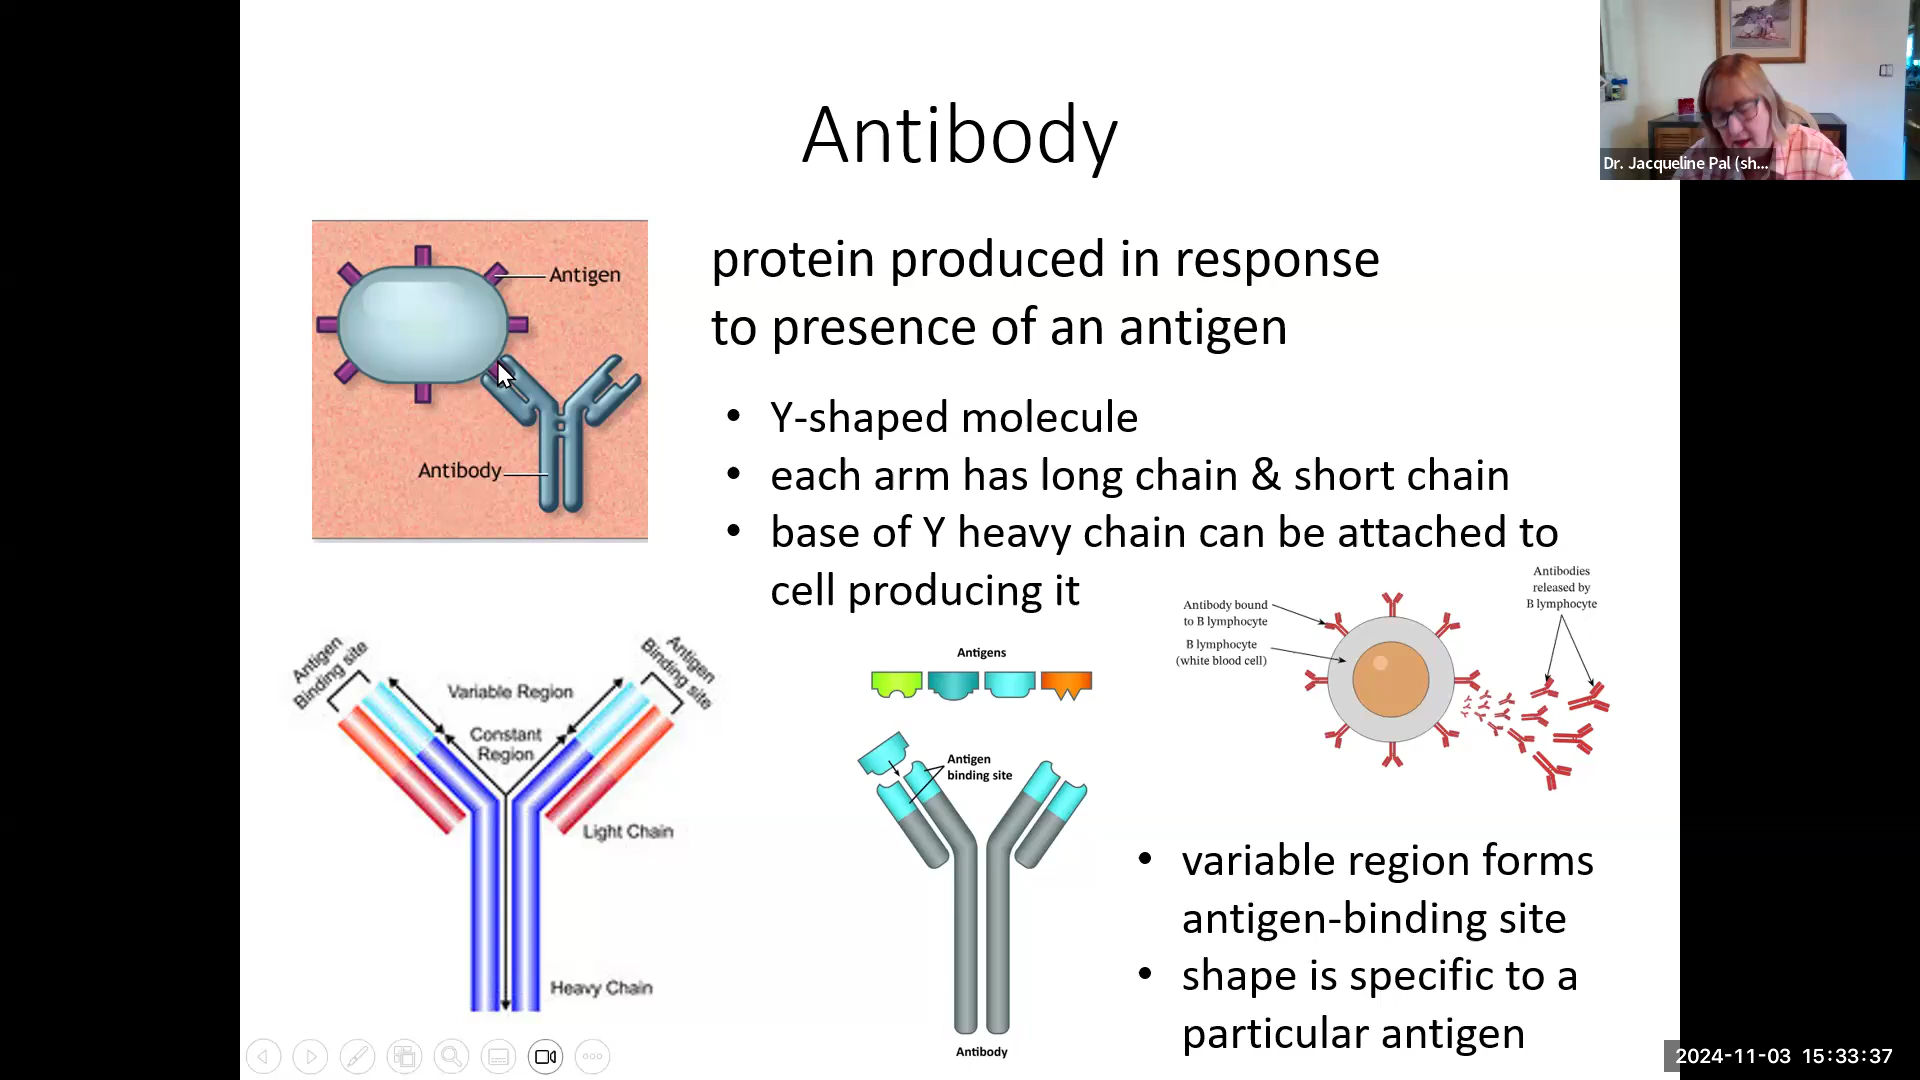 Dr. Jacqueline Pal (sh...
Antibody
Antigen
Antibody
protein produced in response
to presence of an antigen
• Y-shaped molecule
• each arm has long chain & short chain
• base of Y heavy chain can be attached to
cell producing it
Antigen
Binding site
Antigen
Binding site
Variable Region
Constant
Region
Light Chain
Heavy Chain
Antigens
Antigen
binding site
Antibody
Antibody bound
to B lymphocyte
B lymphocyte
(white blood cell)
Antibodies
released by
B lymphocyte
• variable region forms
antigen-binding site
• shape is specific to a
particular antigen
2024-11-03 15:33:37